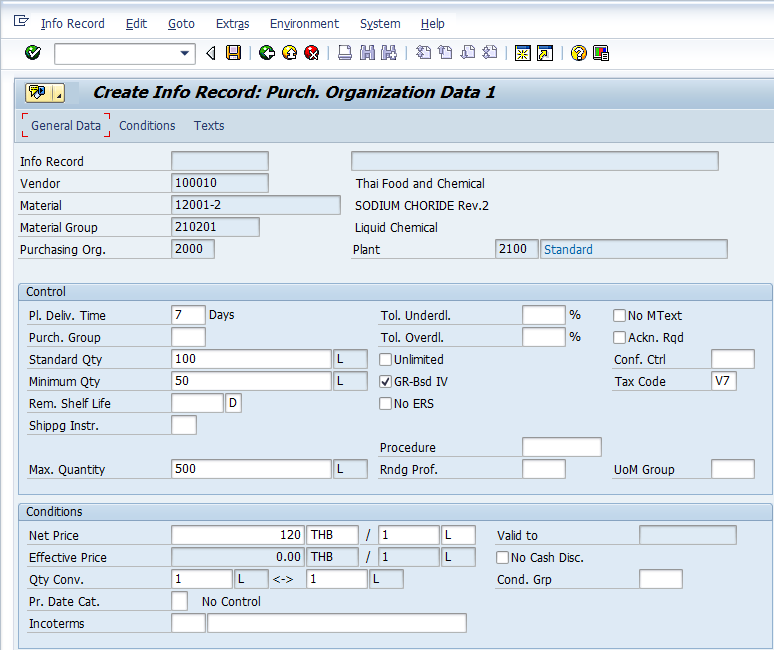 Info Record Edit Goto Extras Environment System Help
Create Info Record: Purch. Organization Data 1
General Data Conditions Texts
Info Record
Vendor 100010 Thai Food and Chemical
Material 12001-2 SODIUM CHORIDE Rev.2
Material Group 210201 Liquid Chemical
Purchasing Org. 2000 Plant 2100 Standard
Control
Pl. Deliv. Time 7 Days Tol. Underdl. % No MText
Purch. Group Tol. Overdl. % Ackn. Rqd
Standard Qty 100 L Unlimited Conf. Ctrl
Minimum Qty 50 L GR-Bsd IV Tax Code V7
Rem. Shelf Life D No ERS
Shippg Instr.
Procedure
Max. Quantity 500 L Rndg Prof. UoM Group
Conditions
Net Price 120 THB / 1 L Valid to
Effective Price 0.00 THB / 1 L No Cash Disc.
Qty Conv. 1 L <-> 1 L Cond. Grp
Pr. Date Cat. No Control
Incoterms